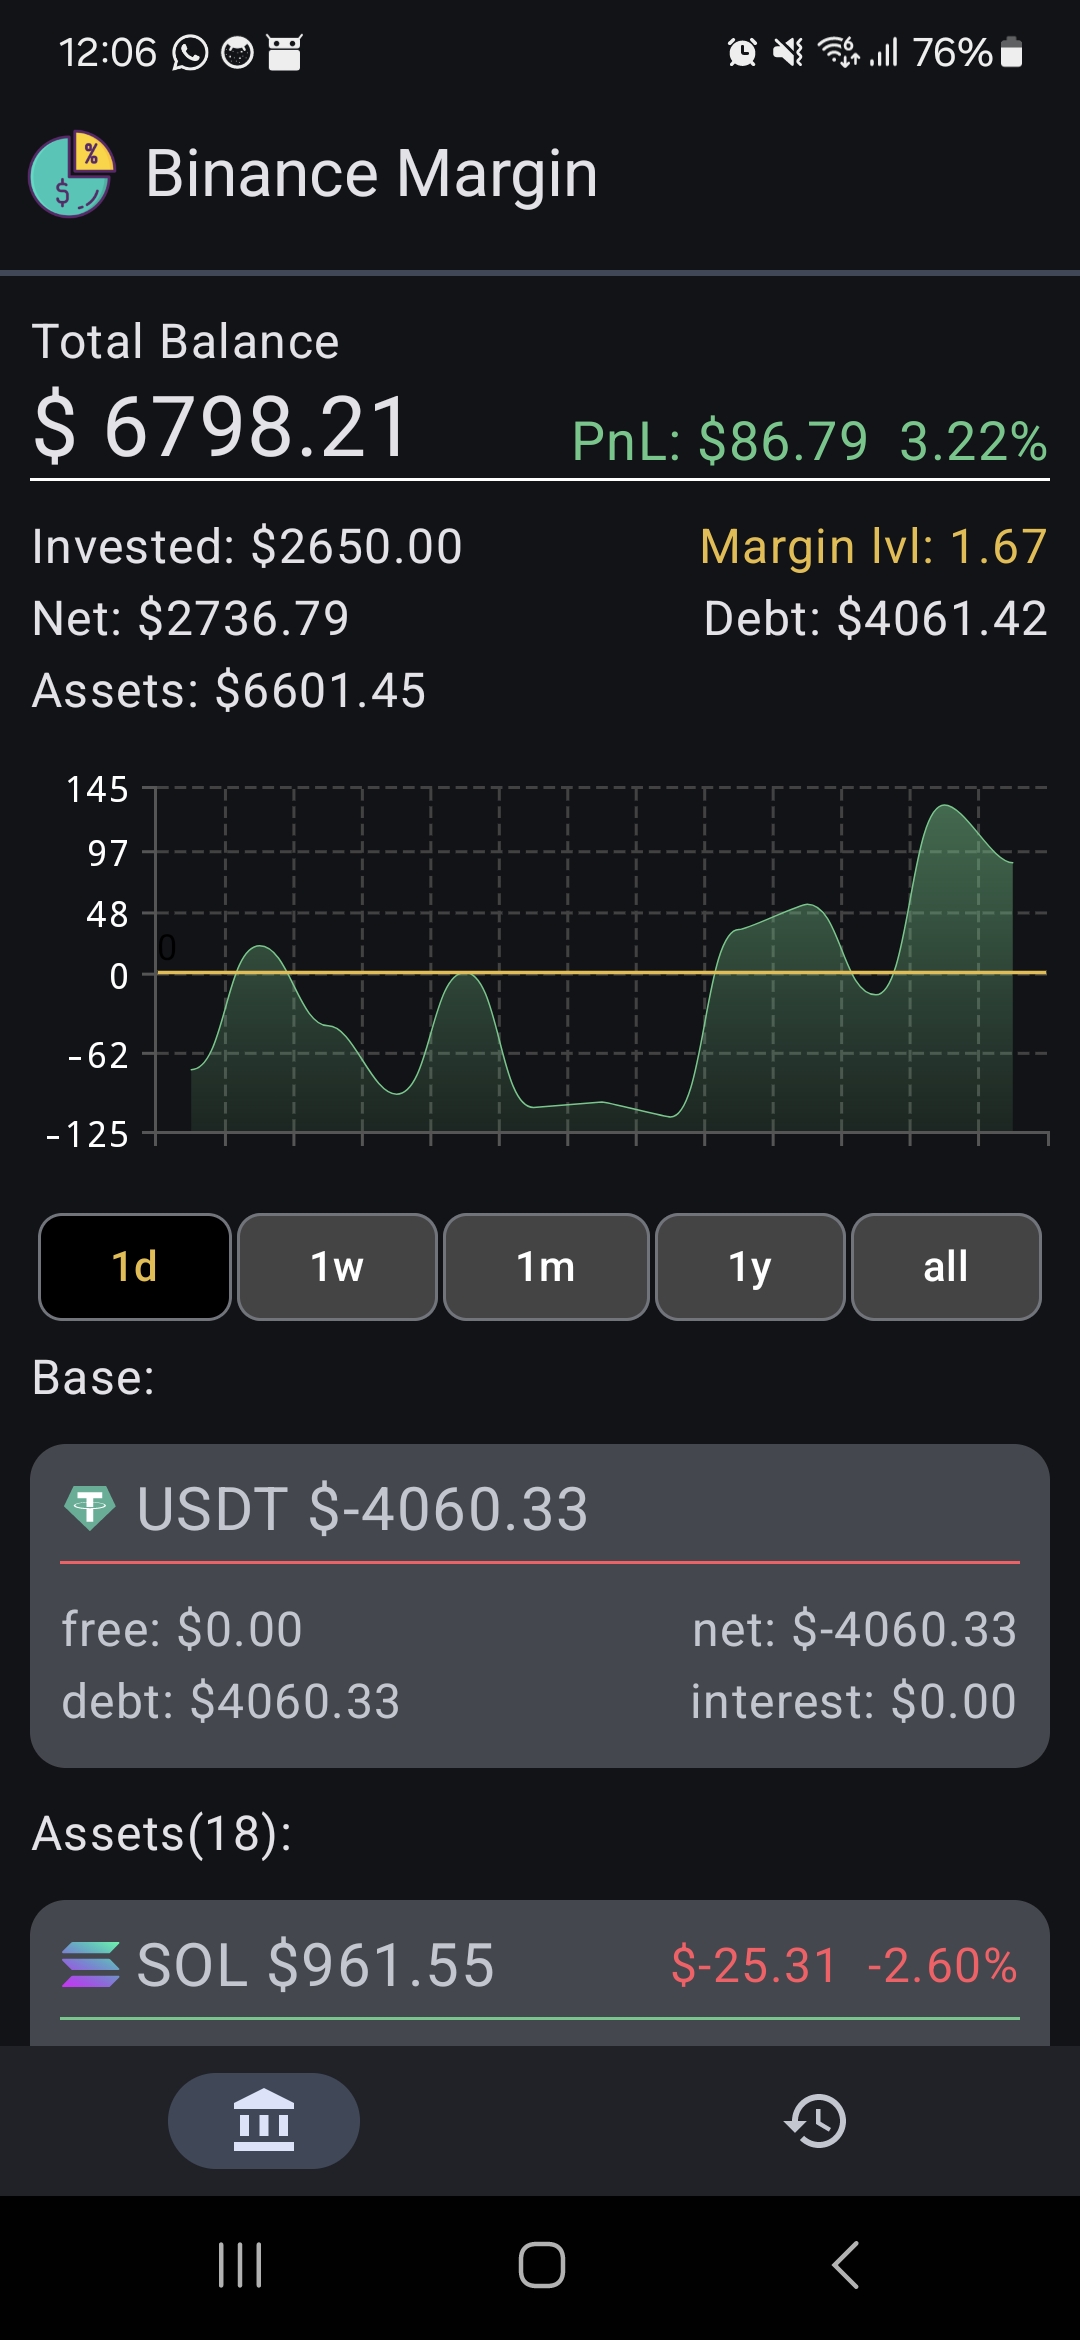 12:06 76%
% $ Binance Margin
Total Balance
$ 6798.21 PnL: $86.79 3.22%
Invested: $2650.00 Margin lvl: 1.67
Net: $2736.79 Debt: $4061.42
Assets: $6601.45
145
97
48
0
0
-62
-125
1d 1w 1m 1y all
Base:
USDT $-4060.33
free: $0.00 net: $-4060.33
debt: $4060.33 interest: $0.00
Assets(18):
SOL $961.55 $-25.31 -2.60%